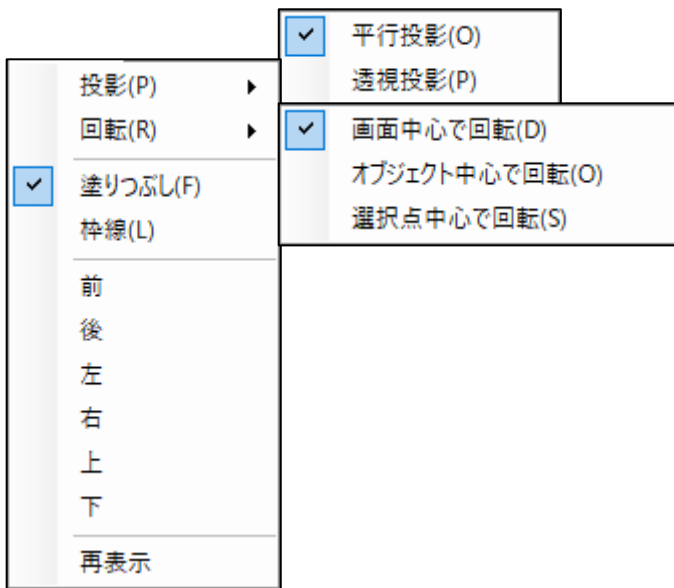 平行投影(O)
透視投影(P)
投影(P)
回転(R)
画面中心で回転(D)
オブジェクト中心で回転(O)
選択点中心で回転(S)
塗りつぶし(F)
枠線(L)
前
後
左
右
上
下
再表示